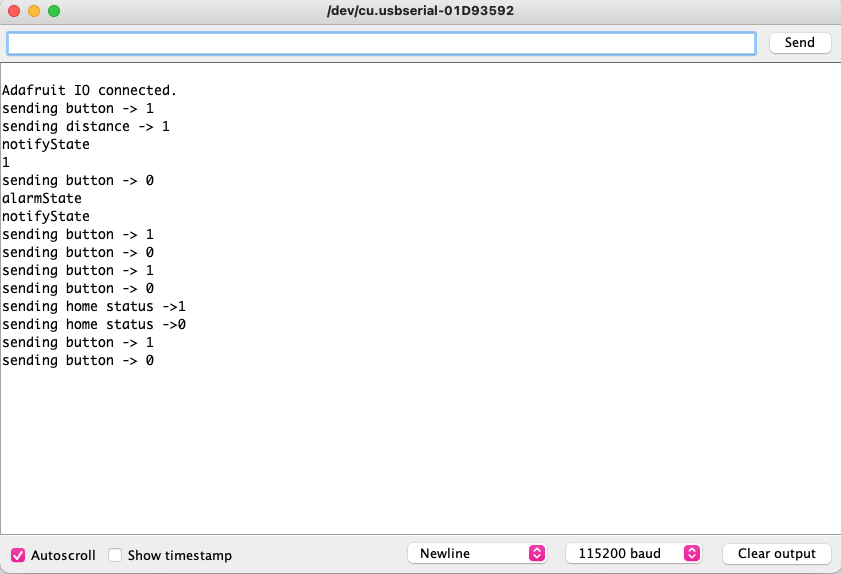 /dev/cu.usbserial-01D93592
Send
Adafruit IO connected.
sending button -> 1
sending distance -> 1
notifyState
1
sending button -> 0
alarmState
notifyState
sending button -> 1
sending button -> 0
sending button -> 1
sending button -> 0
sending home status ->1
sending home status ->0
sending button -> 1
sending button -> 0
Autoscroll Show timestamp Newline 115200 baud Clear output